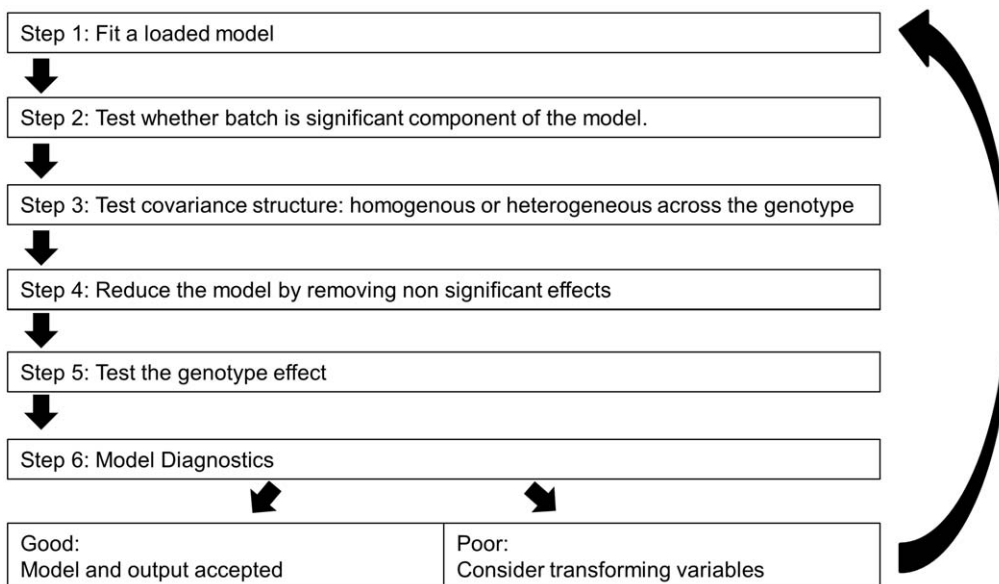 Step 1: Fit a loaded model
Step 2: Test whether batch is significant component of the model.
Step 3: Test covariance structure: homogenous or heterogeneous across the genotype
Step 4: Reduce the model by removing non significant effects
Step 5: Test the genotype effect
Step 6: Model Diagnostics
Good:
Model and output accepted
Poor:
Consider transforming variables